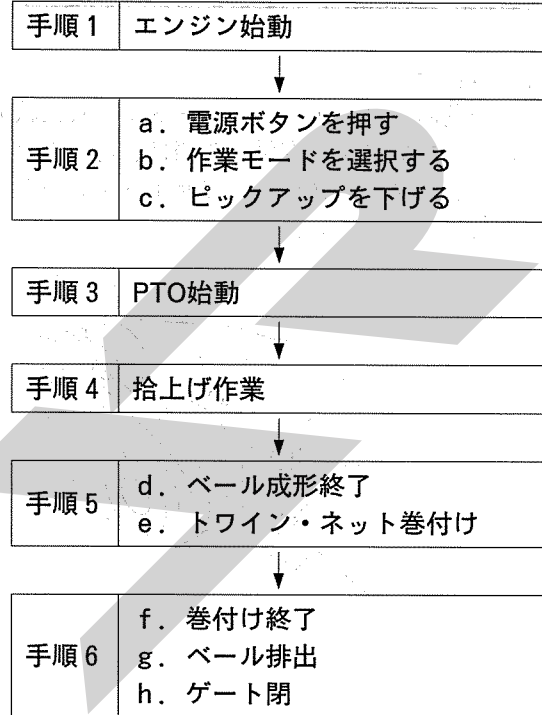 手順1 エンジン始動
a. 電源ボタンを押す
手順2 b. 作業モードを選択する
c. ピックアップを下げる
手順3 PTO始動
手順4 拾上げ作業
d. ベール成形終了
手順5
e. トワイン・ネット巻付け
f. 巻付け終了
手順6 g. ベール排出
h. ゲート閉